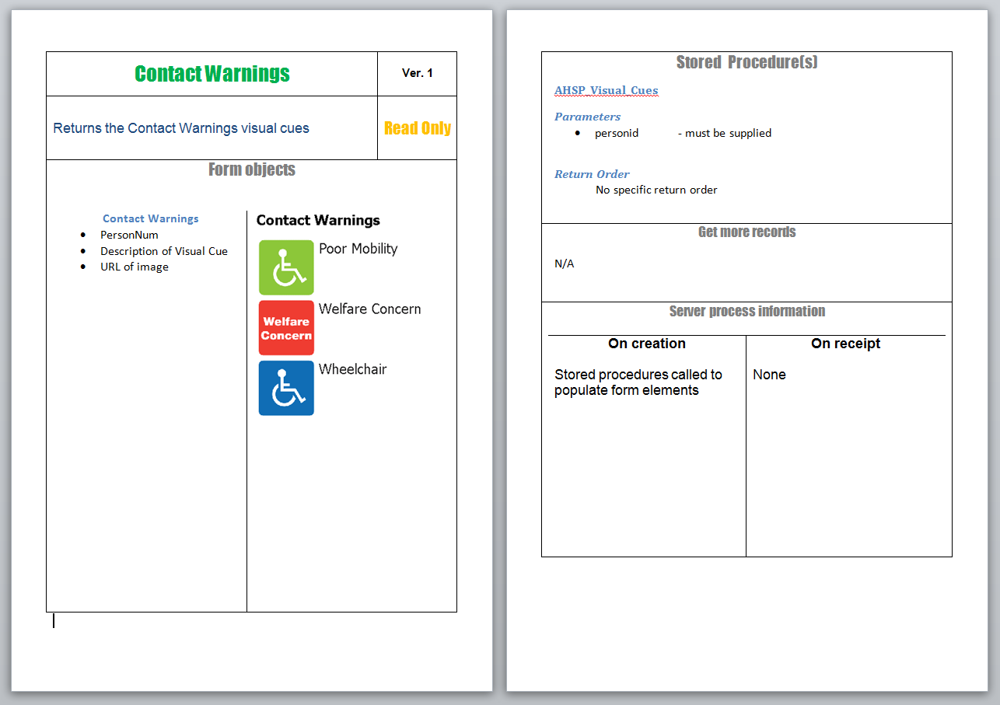 Contact Warnings
Ver. 1
Returns the Contact Warnings visual cues
Read Only
Form objects
Contact Warnings
• PersonNum
• Description of Visual Cue
• URL of image
Contact Warnings
Poor Mobility
Welfare
Concern
Welfare Concern
Wheelchair
Stored Procedure(s)
AHSP_Visual_Cues
Parameters
• personid - must be supplied
Return Order
No specific return order
Get more records
N/A
Server process information
On creation
Stored procedures called to
populate form elements
On receipt
None